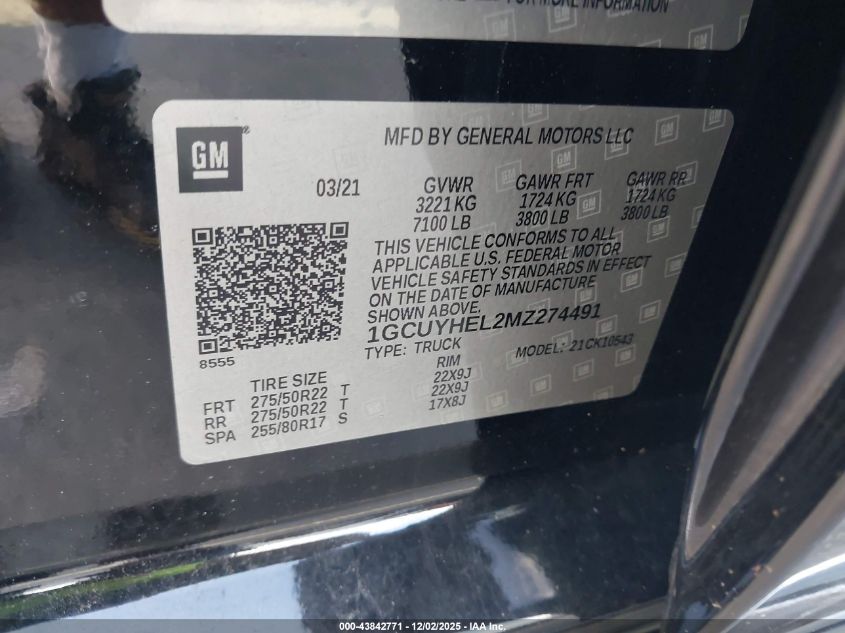 FOR MORE INFORMATION
GM
MFD BY GENERAL MOTORS LLC
03/21
GVWR GAWR FRT GAWR RR
3221 KG 1724 KG 1724 KG
7100 LB 3800 LB 3800 LB
THIS VEHICLE CONFORMS TO ALL
APPLICABLE U.S. FEDERAL MOTOR
VEHICLE SAFETY STANDARDS IN EFFECT
ON THE DATE OF MANUFACTURE
SHOWN ABOVE.
1GCUYHEL2MZ274491
8555
TYPE: TRUCK MODEL: 21CK10543
TIRE SIZE RIM
FRT 275/50R22 T 22X9J
RR 275/50R22 T 22X9J
SPA 255/80R17 S 17X8J
000-43842771 - 12/02/2025 - IAA Inc.